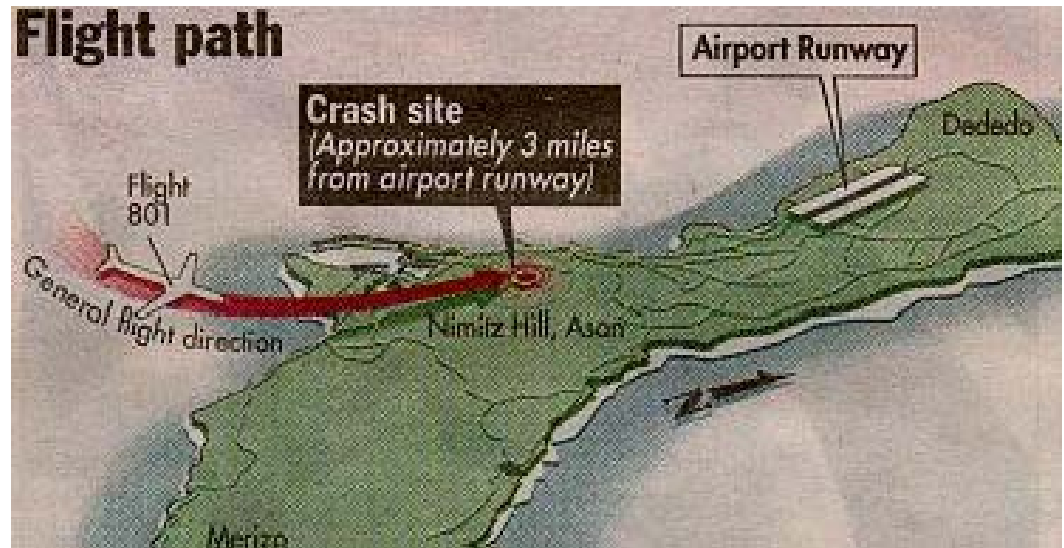 Flight path
Airport Runway
Crash site
(Approximately 3 miles
from airport runway)
Dededo
Flight
801
General flight direction
Nimitz Hill, Asan
N
Merizo